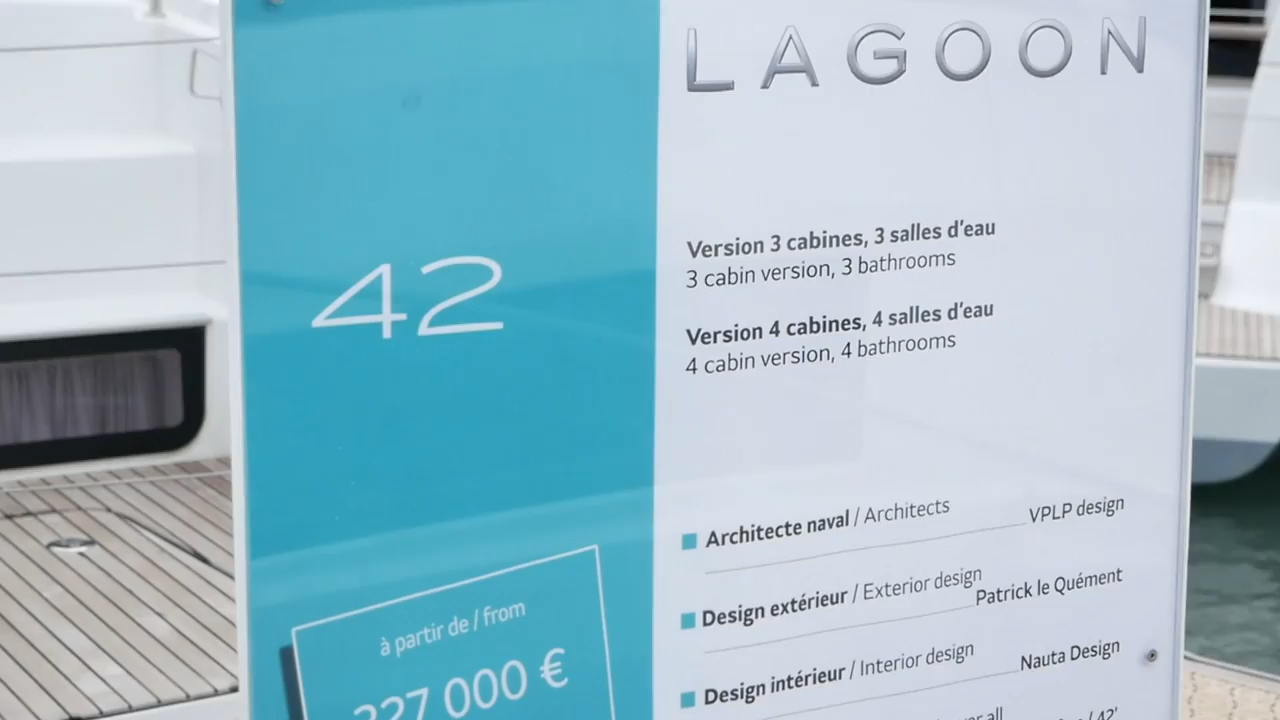 LAGOON
42
Version 3 cabines, 3 salles d'eau
3 cabin version, 3 bathrooms
Version 4 cabines, 4 salles d'eau
4 cabin version, 4 bathrooms
Architecte naval / Architects VPLP design
Design extérieur / Exterior design Patrick le Quément
Design intérieur / Interior design Nauta Design
à partir de / from
000 €
/ 42'